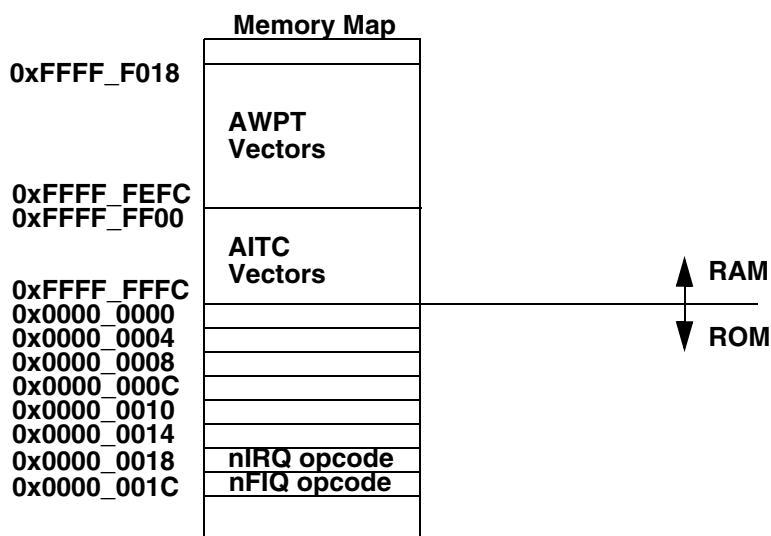 Memory Map
0xFFFF_F018
AWPT
Vectors
0xFFFF_FEFC
0xFFFF_FF00
AITC
Vectors
0xFFFF_FFFC
RAM
0x0000_0000
0x0000_0004
ROM
0x0000_0008
0x0000_000C
0x0000_0010
0x0000_0014
0x0000_0018 nIRQ opcode
0x0000_001C nFIQ opcode